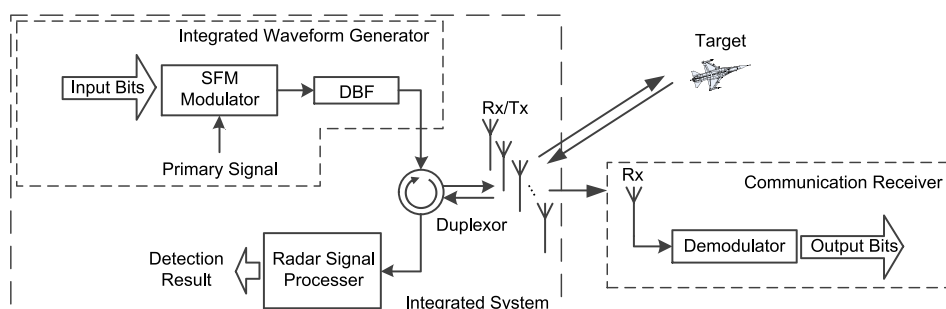 Integrated Waveform Generator
Input Bits
SFM
Modulator
DBF
Primary Signal
Rx/Tx
Target
Duplexor
Detection
Result
Radar Signal
Processer
Integrated System
Rx
Communication Receiver
Demodulator
Output Bits